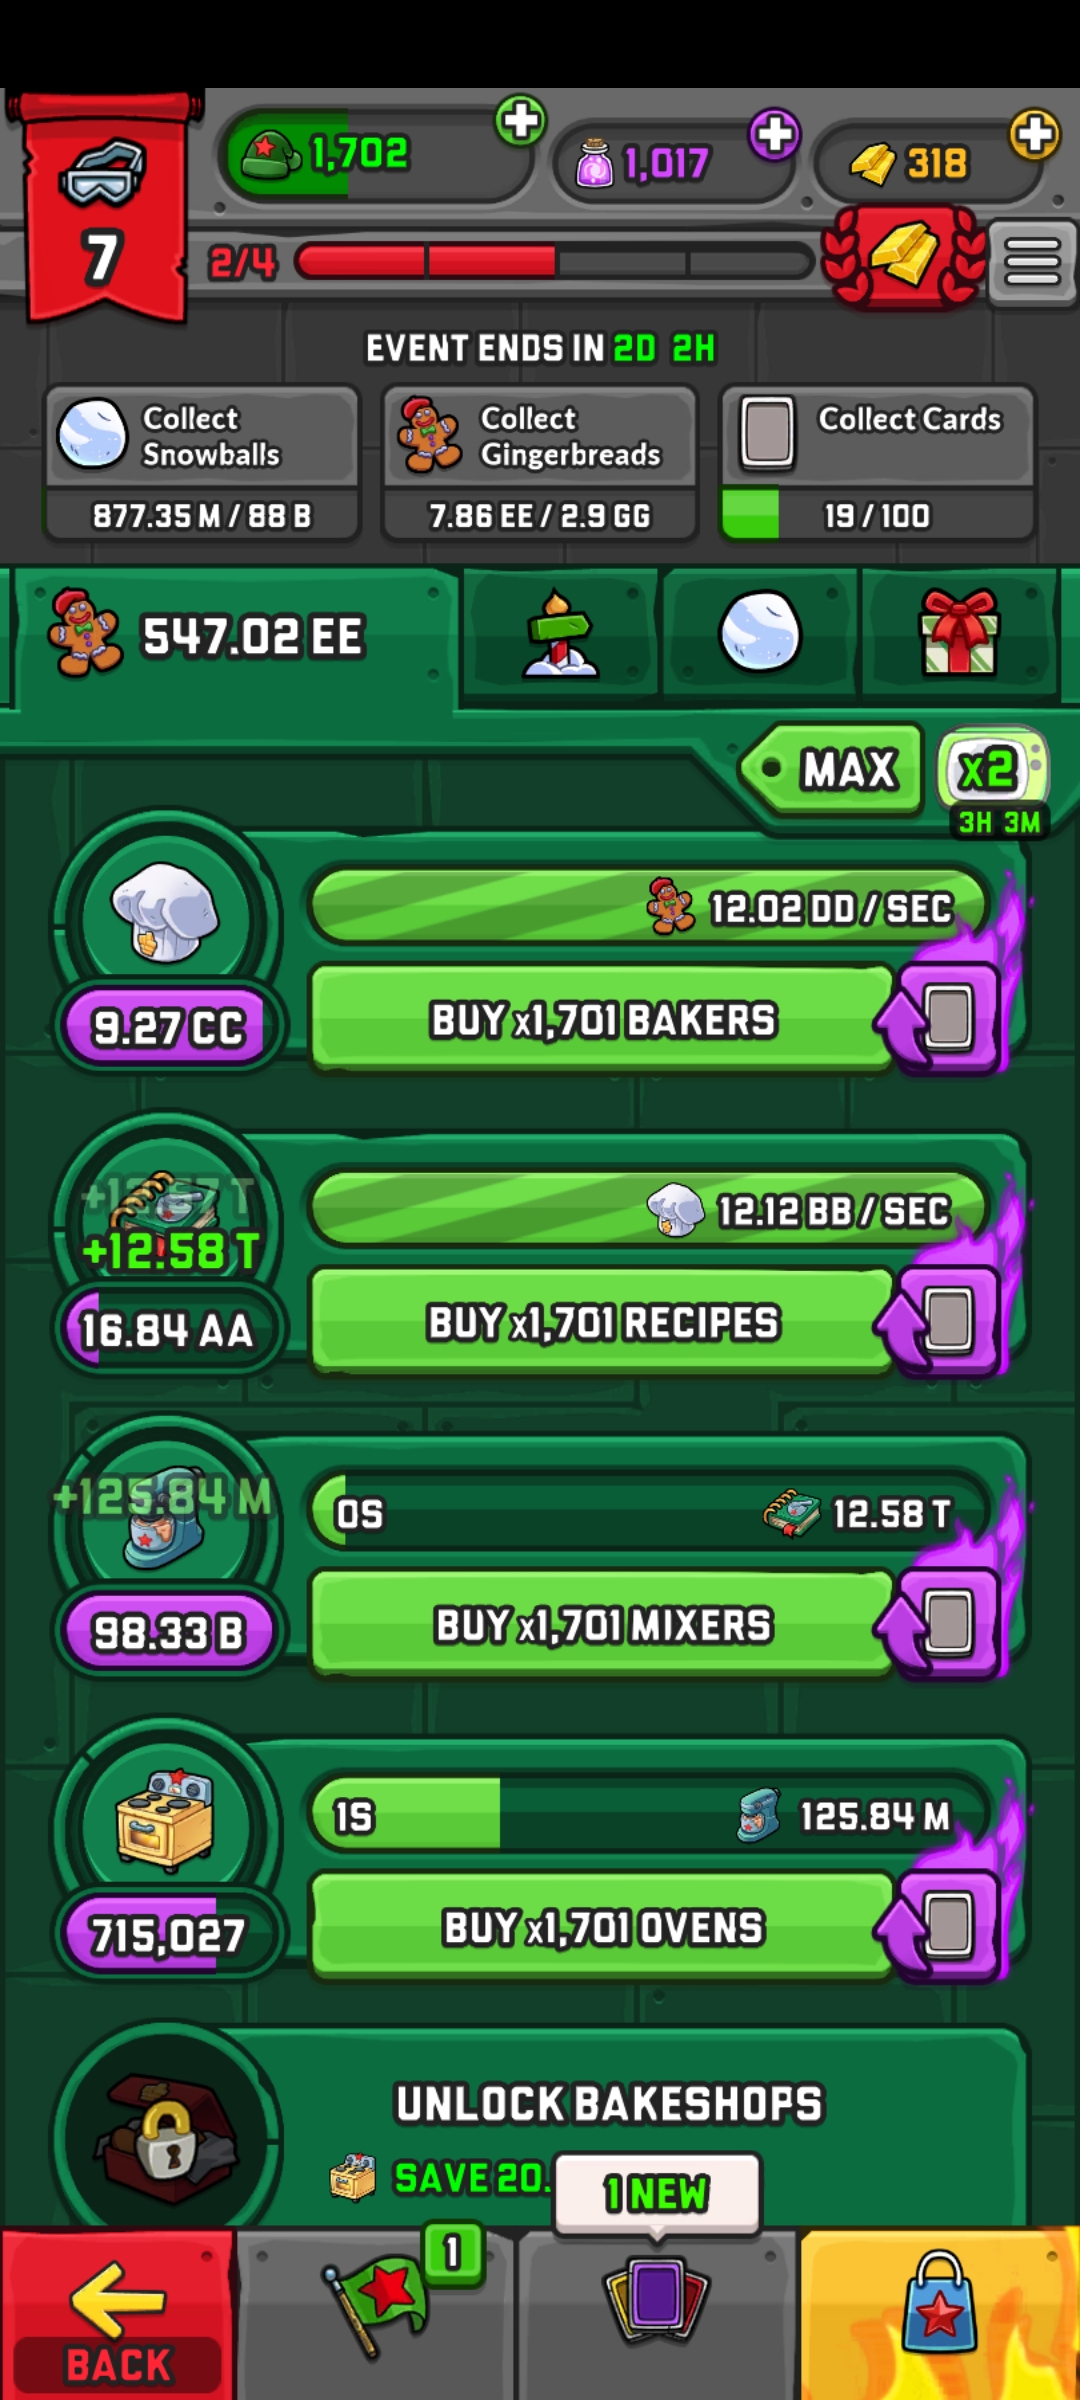 1,702
1,017
318
7
2/4
EVENT ENDS IN 2D 2H
Collect
Snowballs
877.35 M / 88 B
Collect
Gingerbreads
7.86 EE / 2.9 GG
Collect Cards
19 / 100
547.02 EE
MAX
x2
3H 3M
12.02 DD / SEC
9.27 CC
BUY x1,701 BAKERS
12.12 BB / SEC
+12.58 T
16.84 AA
BUY x1,701 RECIPES
+125.84 M
0S
12.58 T
98.33 B
BUY x1,701 MIXERS
1S
125.84 M
715,027
BUY x1,701 OVENS
UNLOCK BAKESHOPS
SAVE 20.
1 NEW
1
BACK